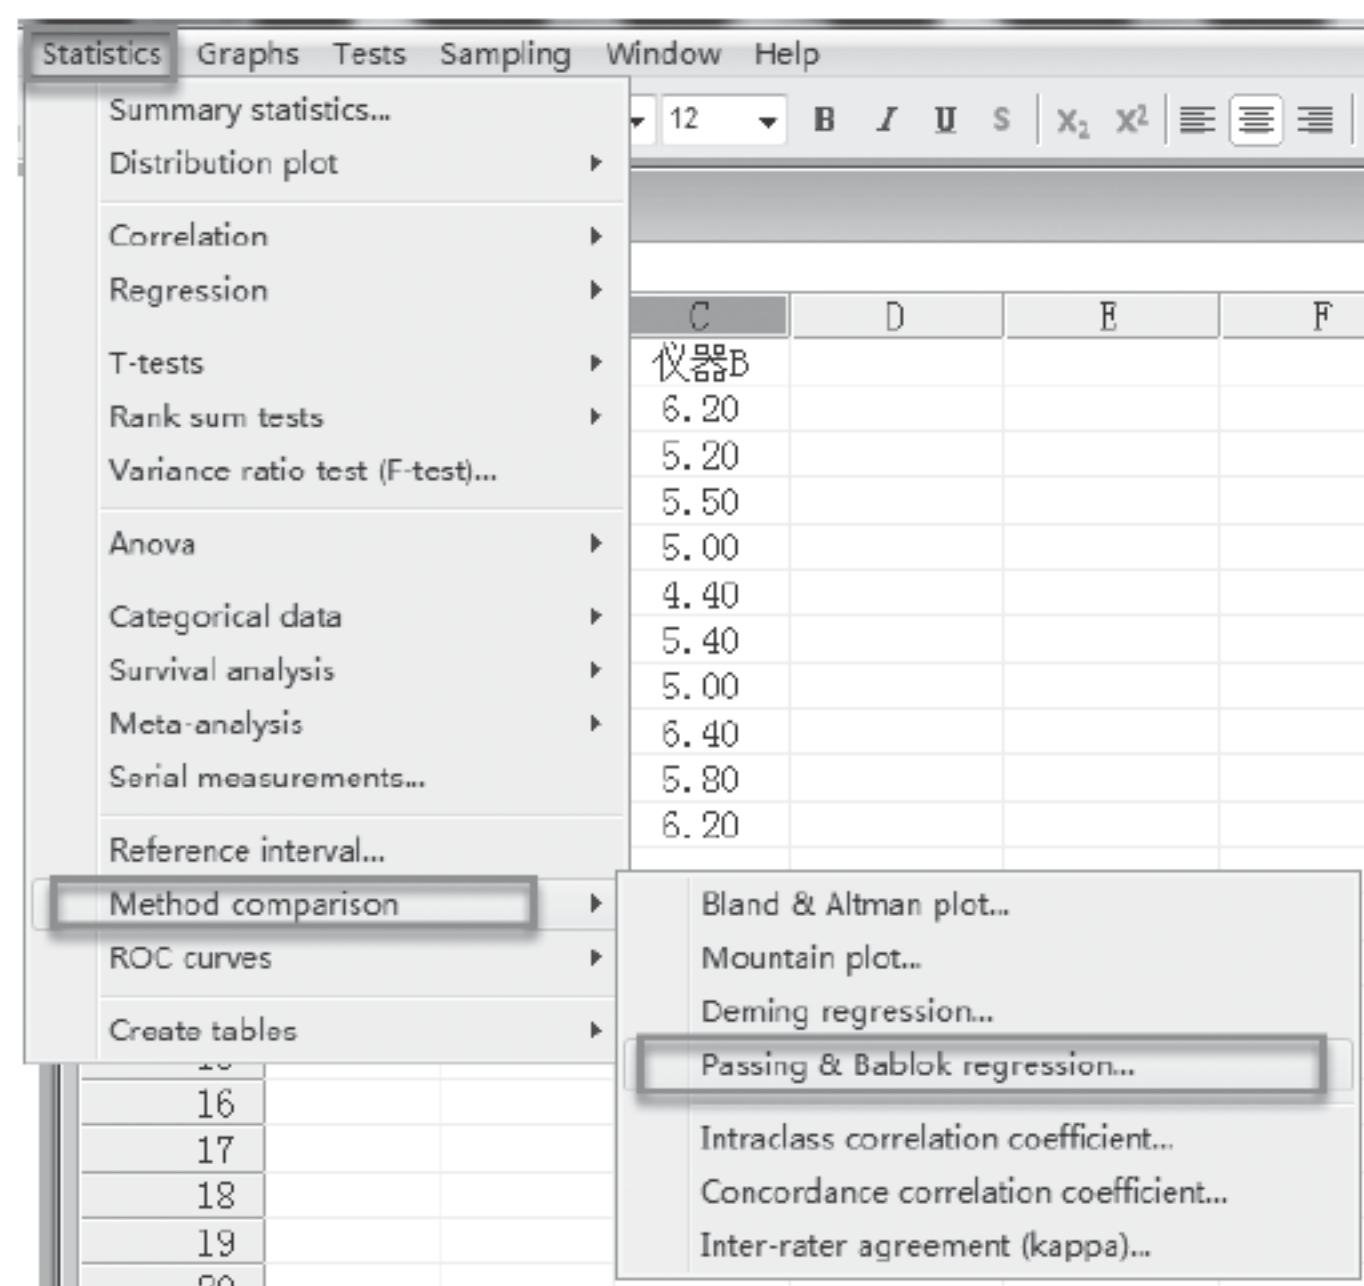 Statistics Graphs Tests Sampling Window Help
Summary statistics...
Distribution plot
Correlation
Regression
T-tests
Rank sum tests
Variance ratio test (F-test)...
Anova
Categorical data
Survival analysis
Meta-analysis
Serial measurements...
Reference interval...
Method comparison
ROC curves
Create tables
12 B I U S X₂ X²
C D E F
仪器B
6.20
5.20
5.50
5.00
4.40
5.40
5.00
6.40
5.80
6.20
Bland & Altman plot...
Mountain plot...
Deming regression...
Passing & Bablok regression...
Intraclass correlation coefficient...
Concordance correlation coefficient...
Inter-rater agreement (kappa)...
16
17
18
19